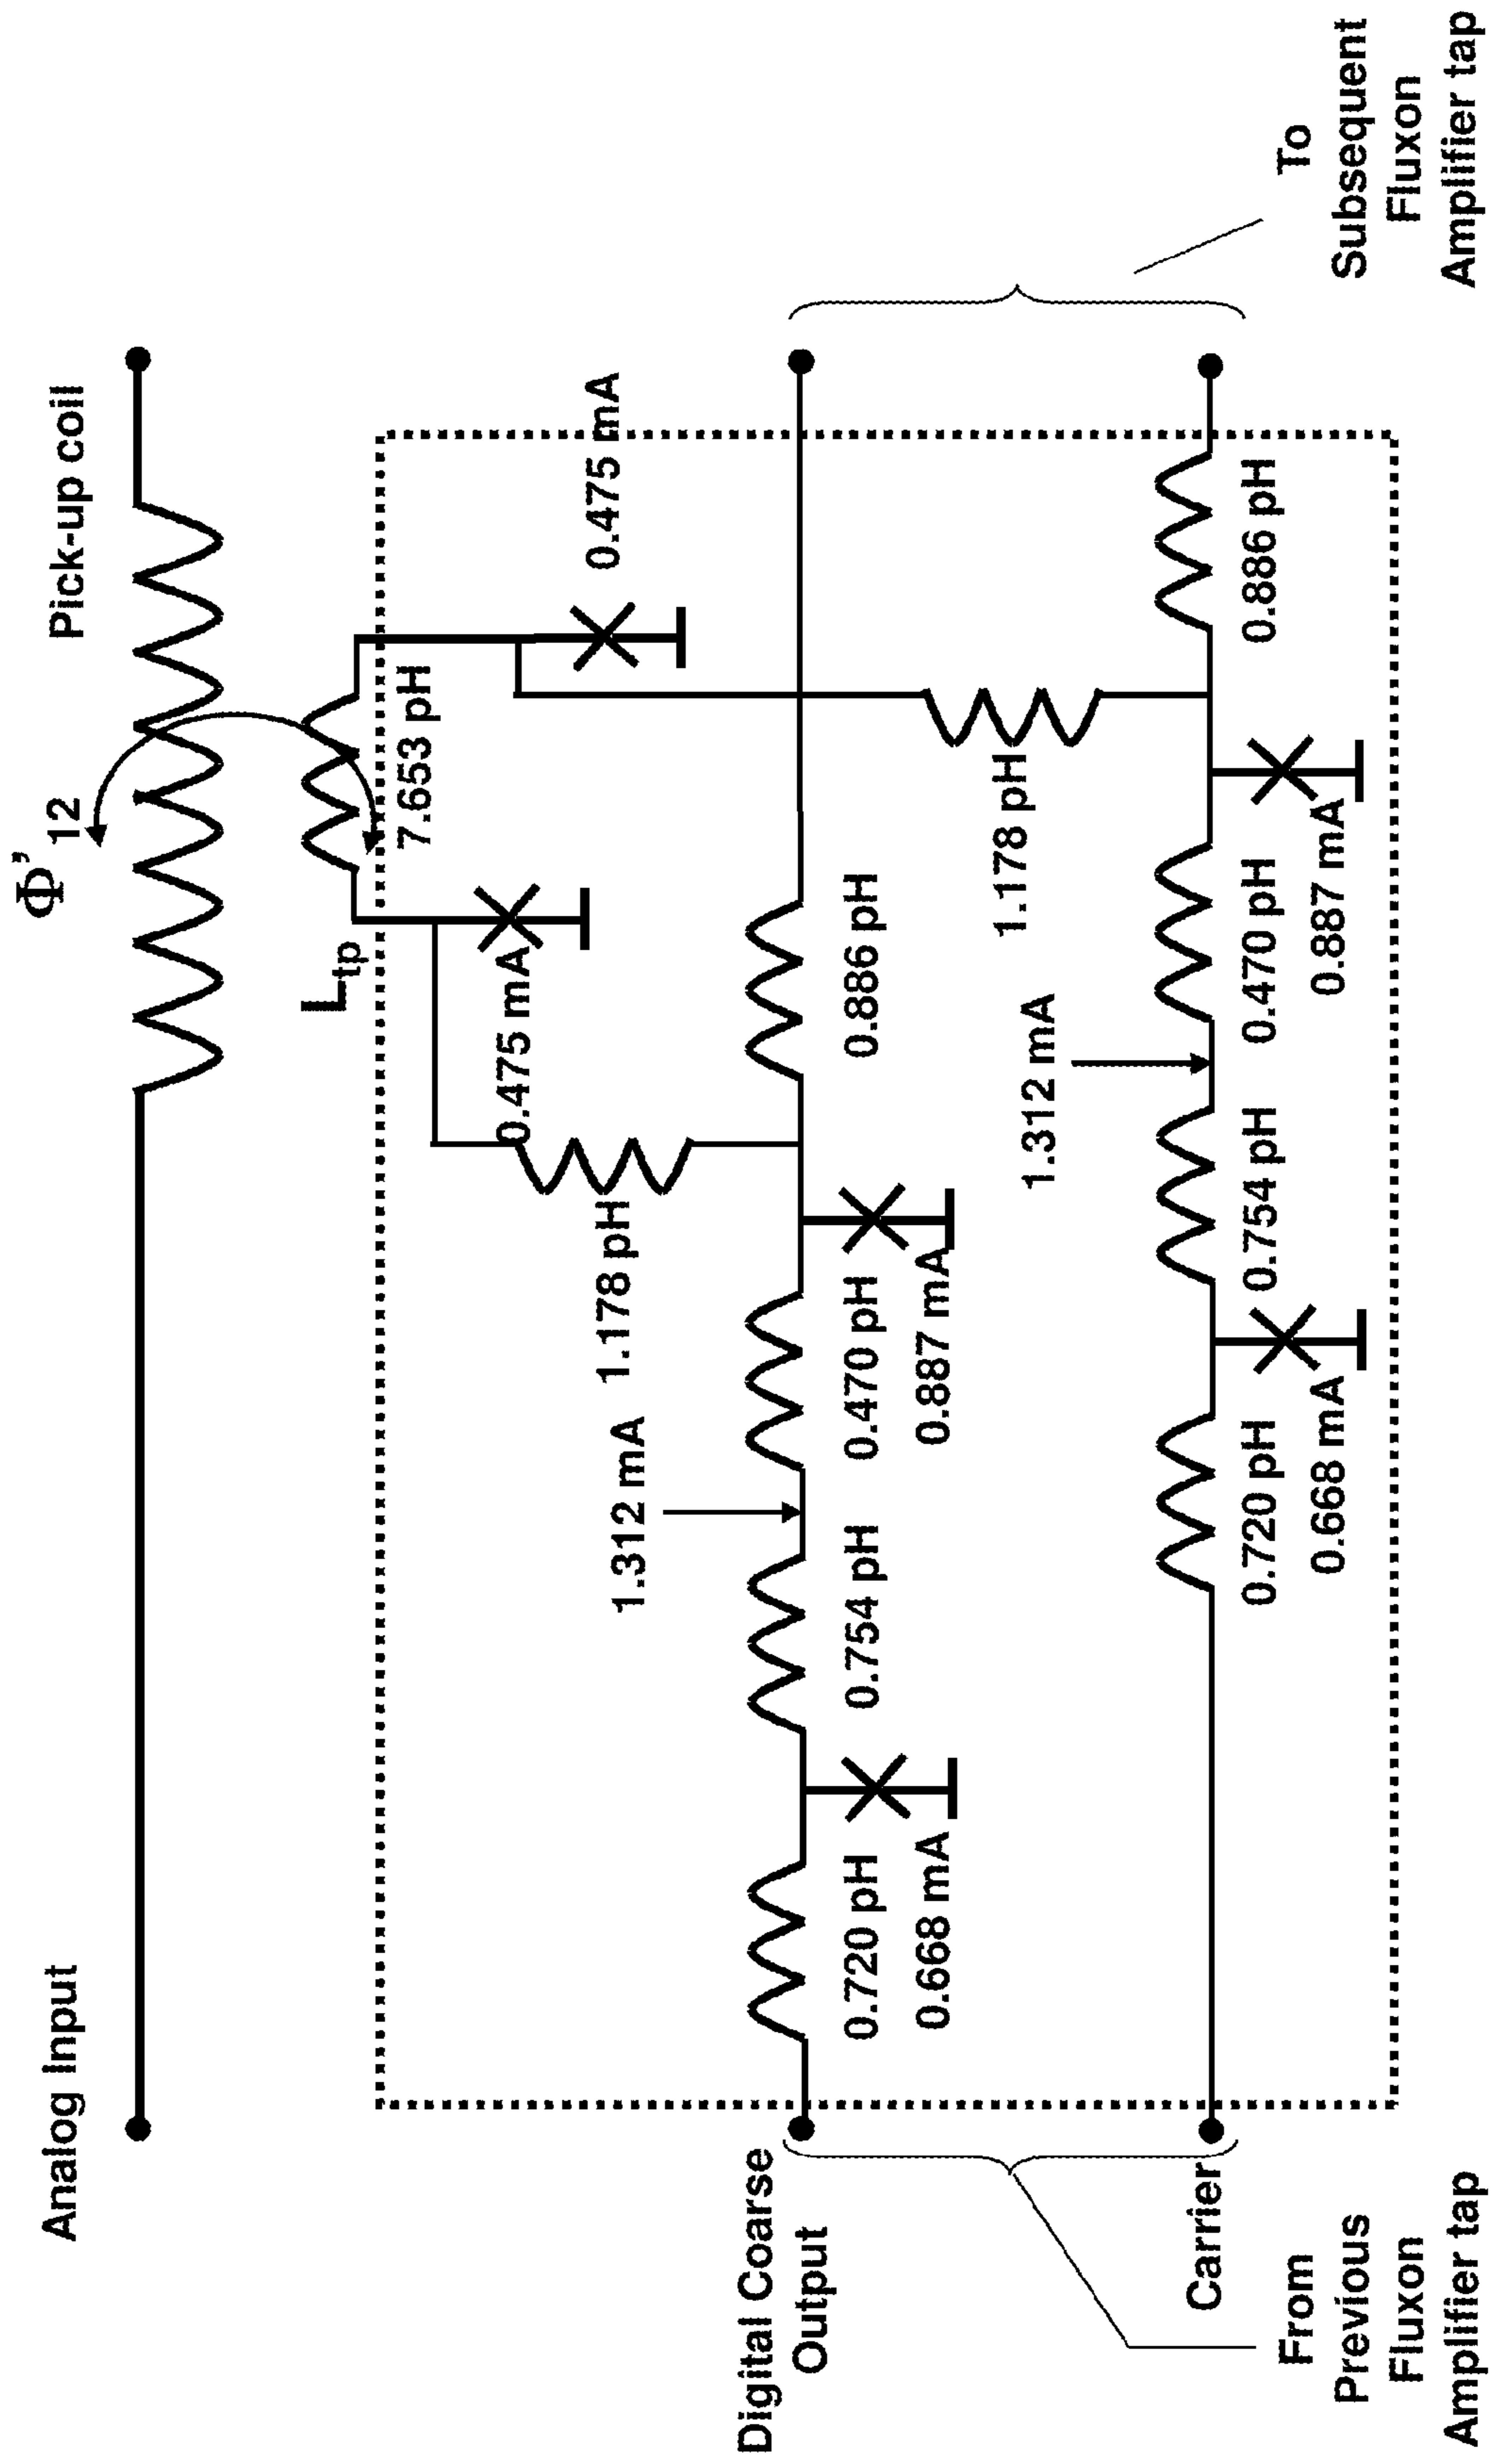 Analog Input
Pick-up coil
Φ'12
Ltp
7.653 pH
0.475 mA
0.475 mA
1.178 pH
1.312 mA
0.720 pH
0.668 mA
0.754 pH
0.470 pH
0.887 mA
0.886 pH
1.178 pH
1.312 mA
0.720 pH
0.668 mA
0.754 pH
0.470 pH
0.887 mA
0.886 pH
Digital Coarse
Output
Carrier
From
Previous
Fluxon
Amplifier tap
To
Subsequent
Fluxon
Amplifier tap